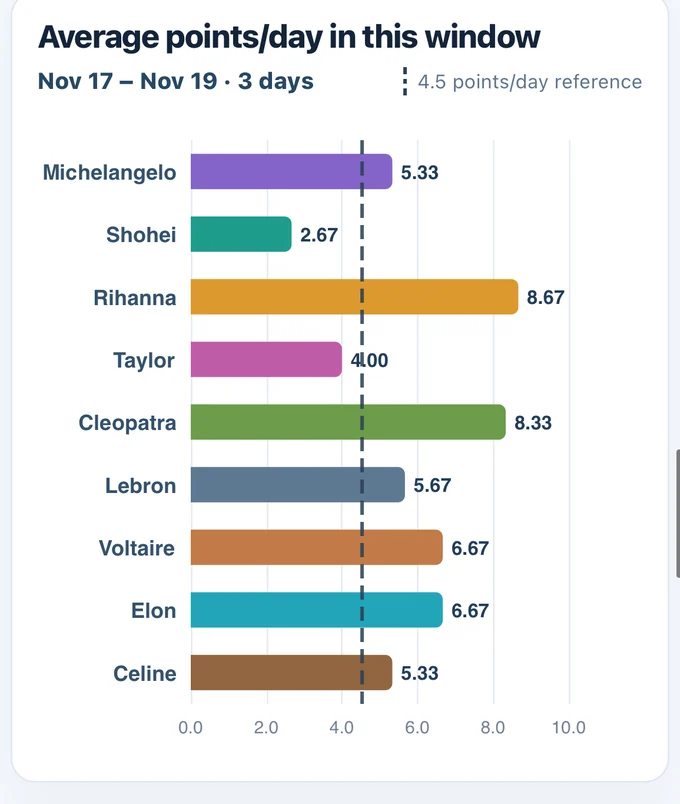 Average points/day in this window
Nov 17 – Nov 19 · 3 days
4.5 points/day reference
Michelangelo 5.33
Shohei 2.67
Rihanna 8.67
Taylor 4.00
Cleopatra 8.33
Lebron 5.67
Voltaire 6.67
Elon 6.67
Celine 5.33
0.0 2.0 4.0 6.0 8.0 10.0